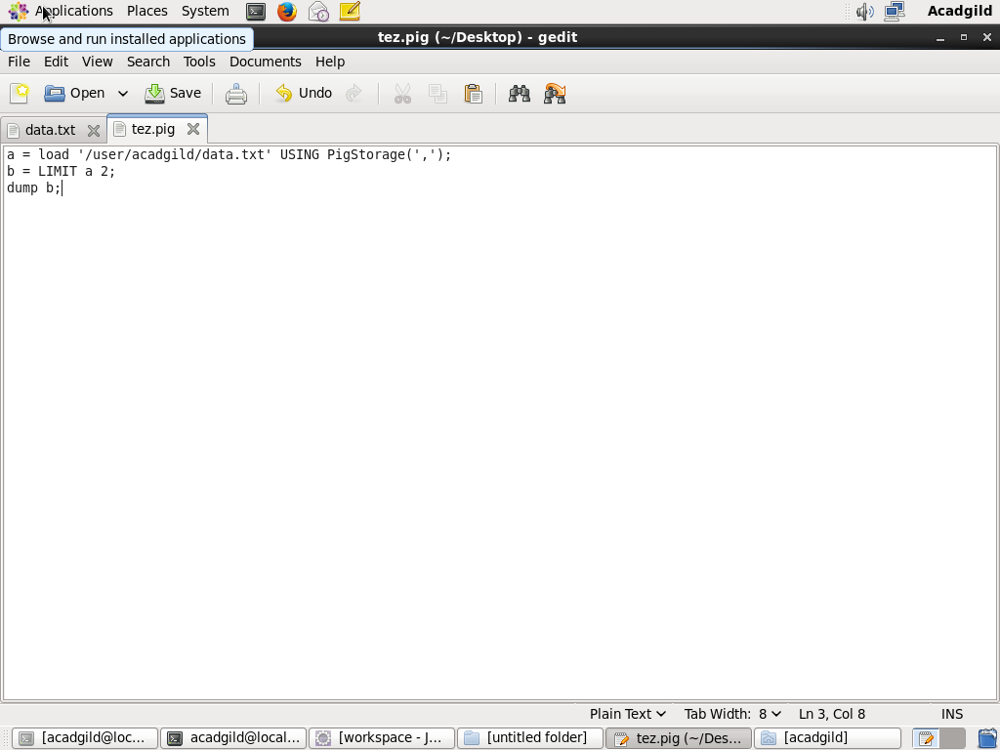 Applications Places System Acadgild
Browse and run installed applications
tez.pig (~/Desktop) - gedit
File Edit View Search Tools Documents Help
Open Save Undo
data.txt tez.pig
a = load '/user/acadgild/data.txt' USING PigStorage(',');
b = LIMIT a 2;
dump b;
Plain Text Tab Width: 8 Ln 3, Col 8 INS
[acadgild@loc... acadgild@local... [workspace - J... [untitled folder] tez.pig (~/Des... [acadgild]